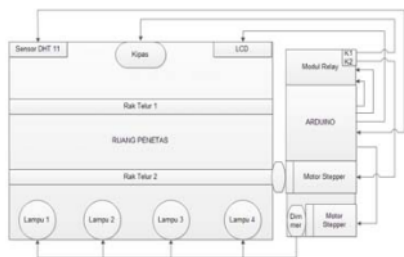 Sensor DHT 11
Kipas
LCD
K1
K2
Modul Relay
Rak Telur 1
ARDUINO
RUANG PENETAS
Rak Telur 2
Motor Stepper
Lampu 1
Lampu 2
Lampu 3
Lampu 4
Dim
mer
Motor
Stepper